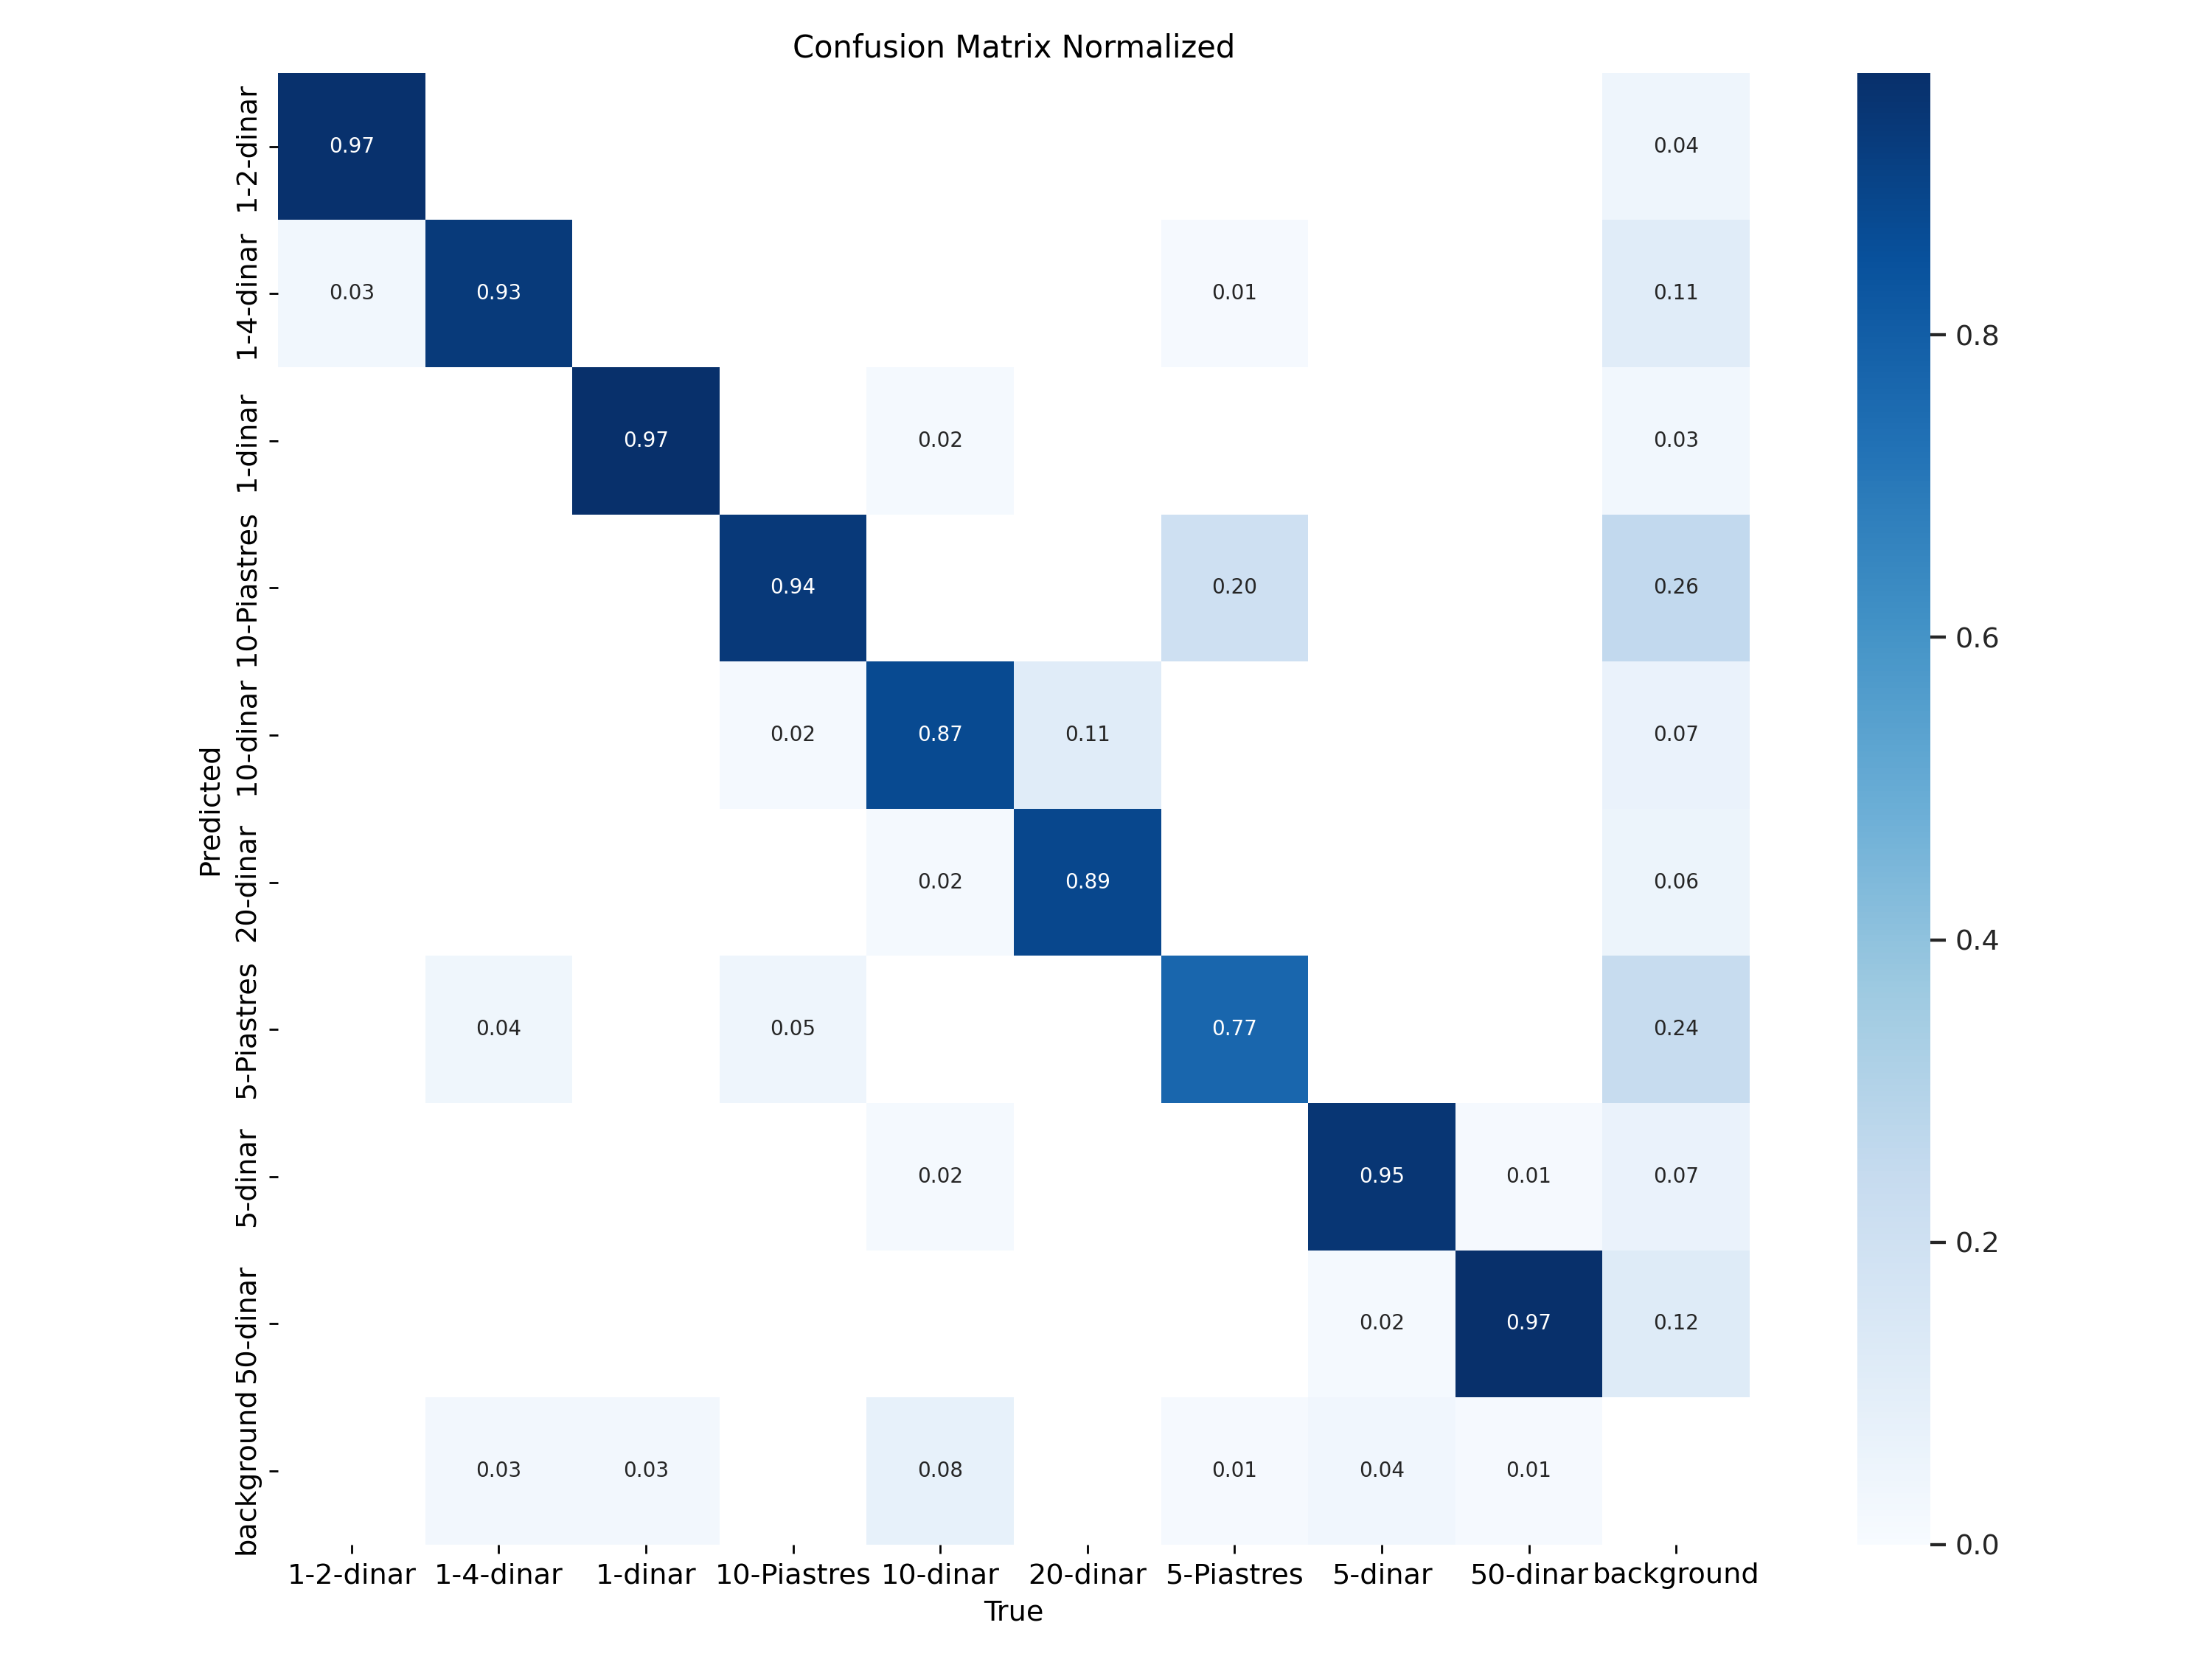 Confusion Matrix Normalized
Predicted
1-2-dinar 0.97 0.04
1-4-dinar 0.03 0.93 0.01 0.11
1-dinar 0.97 0.02 0.03
10-Piastres 0.94 0.20 0.26
10-dinar 0.02 0.87 0.11 0.07
20-dinar 0.02 0.89 0.06
5-Piastres 0.04 0.05 0.77 0.24
5-dinar 0.02 0.95 0.01 0.07
50-dinar 0.02 0.97 0.12
background 0.03 0.03 0.08 0.01 0.04 0.01
1-2-dinar 1-4-dinar 1-dinar 10-Piastres 10-dinar 20-dinar 5-Piastres 5-dinar 50-dinar background
True
0.8
0.6
0.4
0.2
0.0